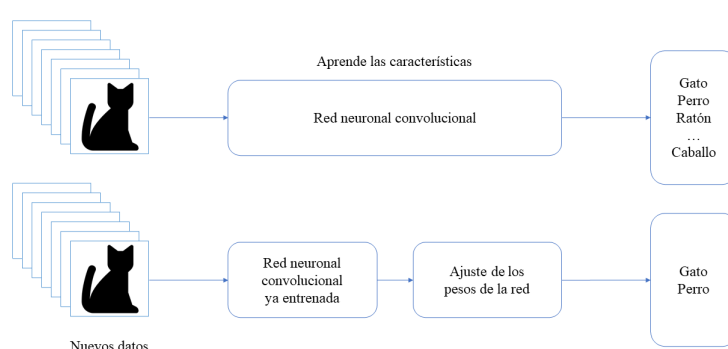 Aprende las características
Red neuronal convolucional
Gato
Perro
Ratón
…
Caballo
Red neuronal
convolucional
ya entrenada
Ajuste de los
pesos de la red
Gato
Perro
Nuevos datos